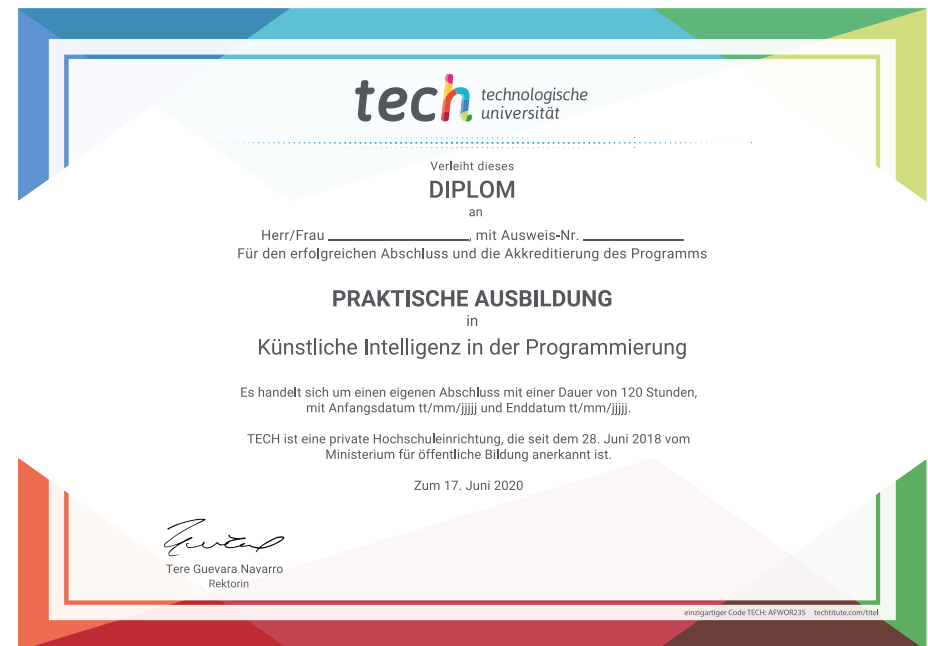 tech technologische
universität
Verleiht dieses
DIPLOM
an
Herr/Frau ____________________, mit Ausweis-Nr. ______________
Für den erfolgreichen Abschluss und die Akkreditierung des Programms
PRAKTISCHE AUSBILDUNG
in
Künstliche Intelligenz in der Programmierung
Es handelt sich um einen eigenen Abschluss mit einer Dauer von 120 Stunden,
mit Anfangsdatum tt/mm/jjjjj und Enddatum tt/mm/jjjjj.
TECH ist eine private Hochschuleinrichtung, die seit dem 28. Juni 2018 vom
Ministerium für öffentliche Bildung anerkannt ist.
Zum 17. Juni 2020
Tere Guevara Navarro
Rektorin
einzigartiger Code TECH: AFWOR23S techtitute.com/titel